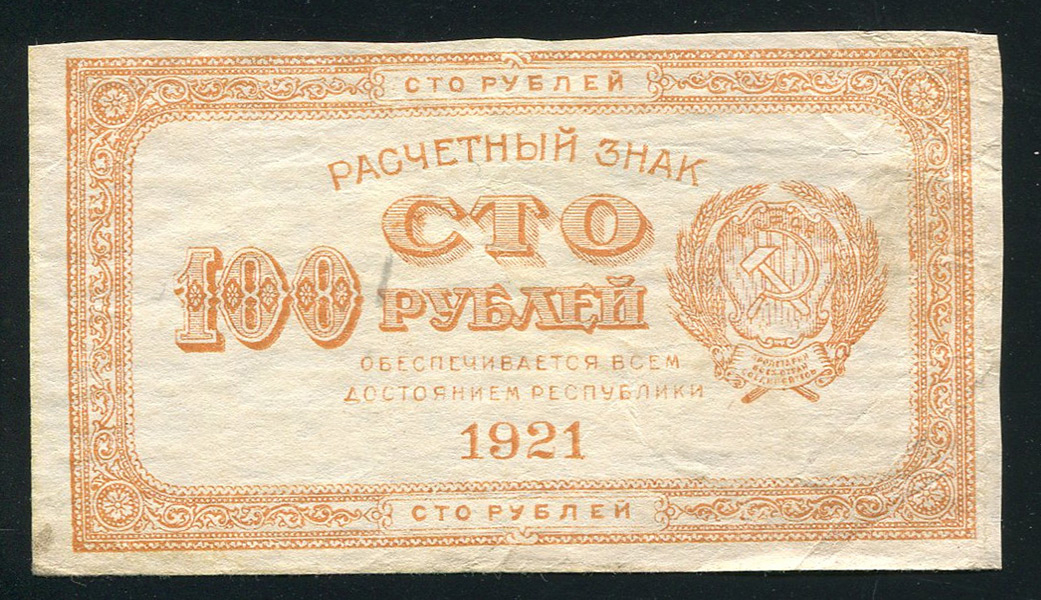 СТО РУБЛЕЙ
РАСЧЕТНЫЙ ЗНАК
СТО
100
РУБЛЕЙ
ОБЕСПЕЧИВАЕТСЯ ВСЕМ
ДОСТОЯНИЕМ РЕСПУБЛИКИ
1921
СТО РУБЛЕЙ